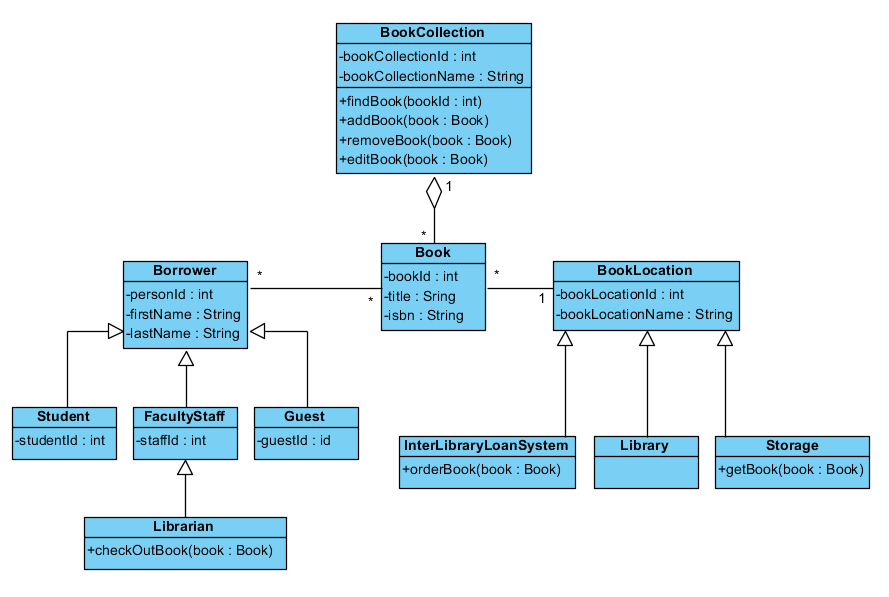 BookCollection
-bookCollectionId : int
-bookCollectionName : String
+findBook(bookId : int)
+addBook(book : Book)
+removeBook(book : Book)
+editBook(book : Book)
1
*
Borrower
-personId : int
-firstName : String
-lastName : String
*
*
Book
-bookId : int
-title : Sring
-isbn : String
*
1
BookLocation
-bookLocationId : int
-bookLocationName : String
Student
-studentId : int
FacultyStaff
-staffId : int
Guest
-guestId : id
InterLibraryLoanSystem
+orderBook(book : Book)
Library
Storage
+getBook(book : Book)
Librarian
+checkOutBook(book : Book)